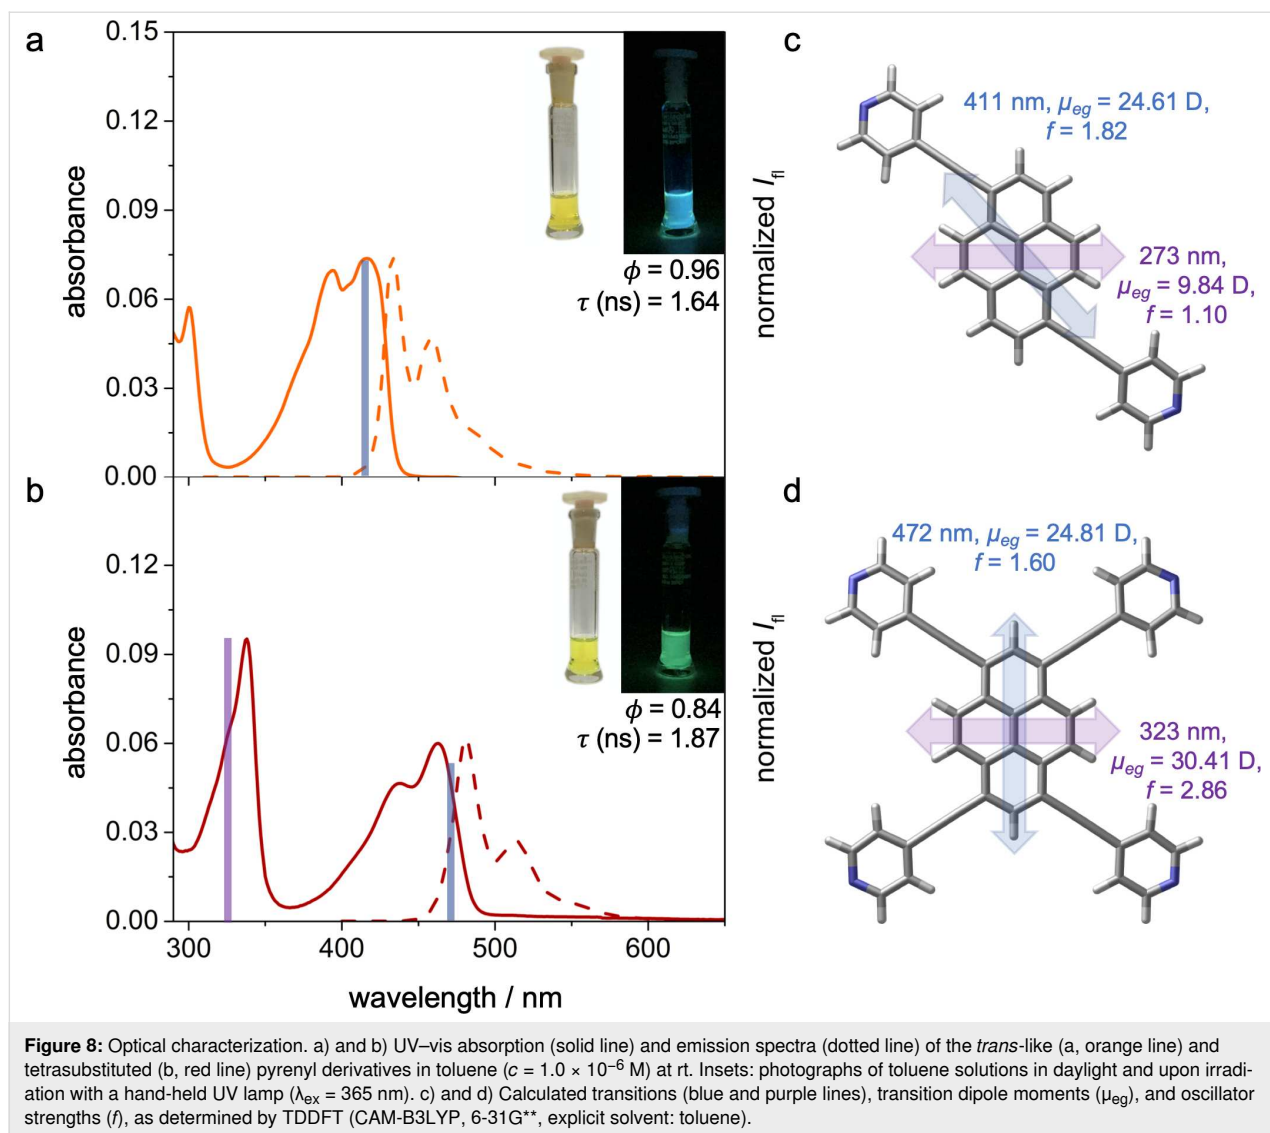 a
0.15
0.12
0.09
0.06
0.03
0.00
absorbance
ϕ = 0.96
τ (ns) = 1.64
normalized Ifl
c
411 nm, μeg = 24.61 D,
f = 1.82
273 nm,
μeg = 9.84 D,
f = 1.10
b
0.12
0.09
0.06
0.03
0.00
absorbance
ϕ = 0.84
τ (ns) = 1.87
normalized Ifl
300
400
500
600
wavelength / nm
d
472 nm, μeg = 24.81 D,
f = 1.60
323 nm,
μeg = 30.41 D,
f = 2.86
Figure 8: Optical characterization. a) and b) UV–vis absorption (solid line) and emission spectra (dotted line) of the trans-like (a, orange line) and
tetrasubstituted (b, red line) pyrenyl derivatives in toluene (c = 1.0 × 10⁻⁶ M) at rt. Insets: photographs of toluene solutions in daylight and upon irradi-
ation with a hand-held UV lamp (λex = 365 nm). c) and d) Calculated transitions (blue and purple lines), transition dipole moments (μeg), and oscillator
strengths (f), as determined by TDDFT (CAM-B3LYP, 6-31G**, explicit solvent: toluene).